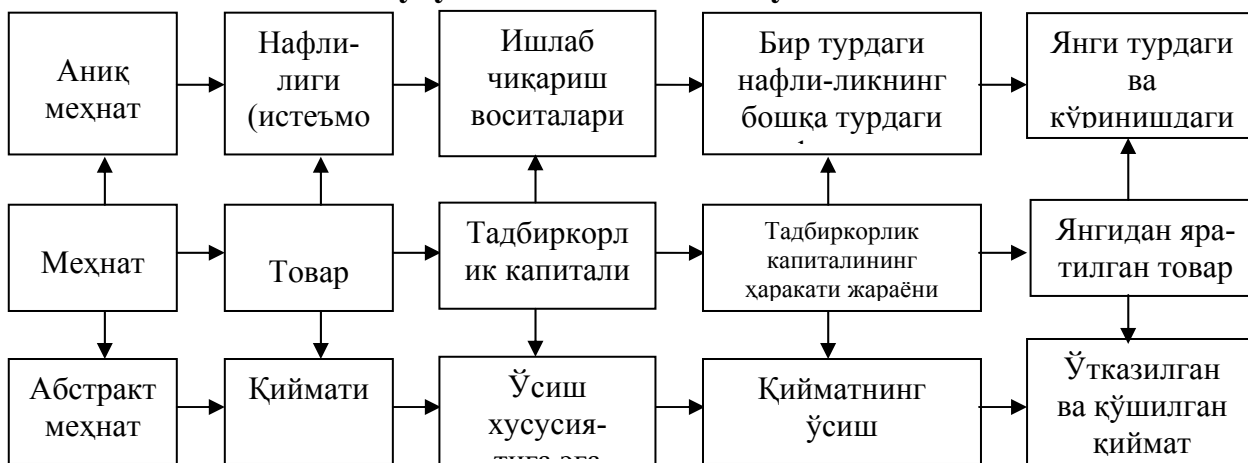 Аниқ
меҳнат
Нафли-
лиги
(истеъмо
Ишлаб
чиқариш
воситалари
Бир турдаги
нафли-ликнинг
бошқа турдаги
Янги турдаги
ва
кўринишдаги
Меҳнат
Товар
Тадбиркорл
ик капитали
Тадбиркорлик
капиталининг
ҳаракати жараёни
Янгидан яра-
тилган товар
Абстракт
меҳнат
Қиймати
Ўсиш
хусусия-
тига эга
Қийматнинг
ўсиш
Ўтказилган
ва қўшилган
қиймат